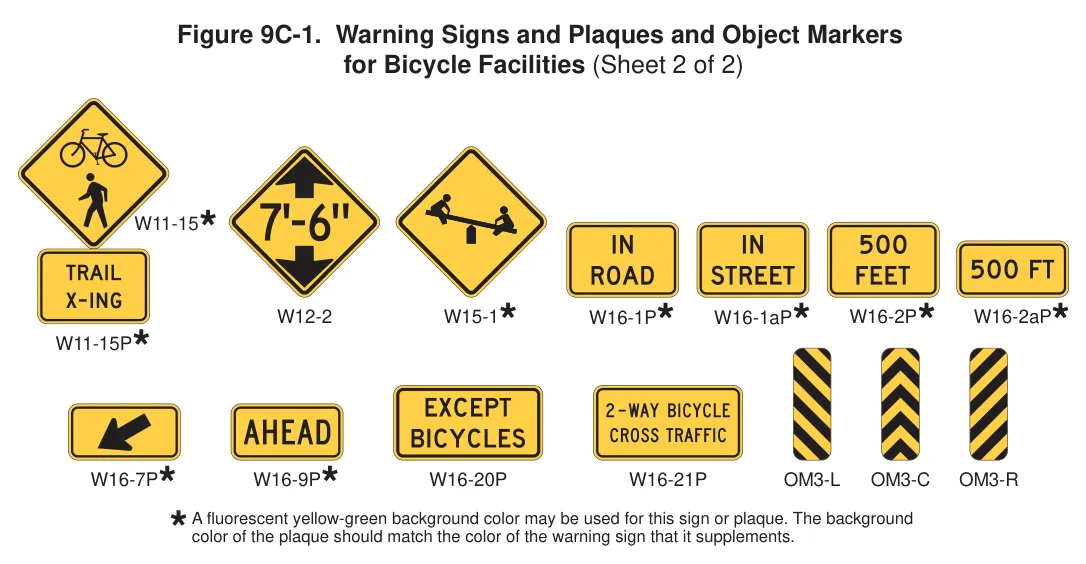 Figure 9C-1. Warning Signs and Plaques and Object Markers
for Bicycle Facilities (Sheet 2 of 2)
W11-15*
TRAIL
X-ING
W11-15P*
7'-6"
W12-2
W15-1*
IN
ROAD
W16-1P*
IN
STREET
W16-1aP*
500
FEET
W16-2P*
500 FT
W16-2aP*
W16-7P*
AHEAD
W16-9P*
EXCEPT
BICYCLES
W16-20P
2-WAY BICYCLE
CROSS TRAFFIC
W16-21P
OM3-L
OM3-C
OM3-R
* A fluorescent yellow-green background color may be used for this sign or plaque. The background
color of the plaque should match the color of the warning sign that it supplements.